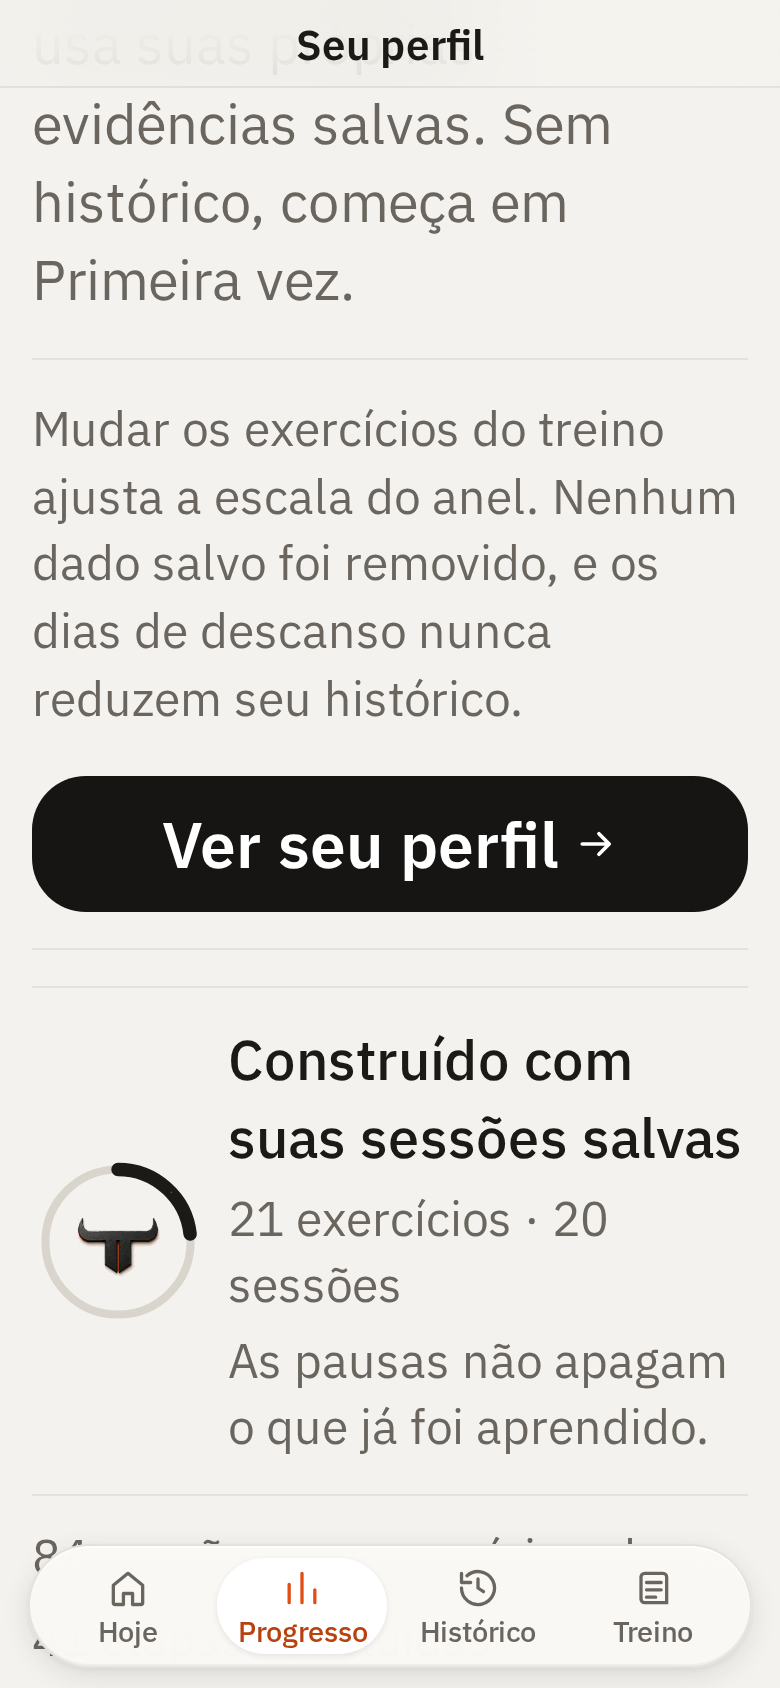 Seu perfil
usa suas
evidências salvas. Sem
histórico, começa em
Primeira vez.
Mudar os exercícios do treino
ajusta a escala do anel. Nenhum
dado salvo foi removido, e os
dias de descanso nunca
reduzem seu histórico.
Ver seu perfil →
Construído com
suas sessões salvas
21 exercícios · 20
sessões
As pausas não apagam
o que já foi aprendido.
Hoje
Progresso
Histórico
Treino